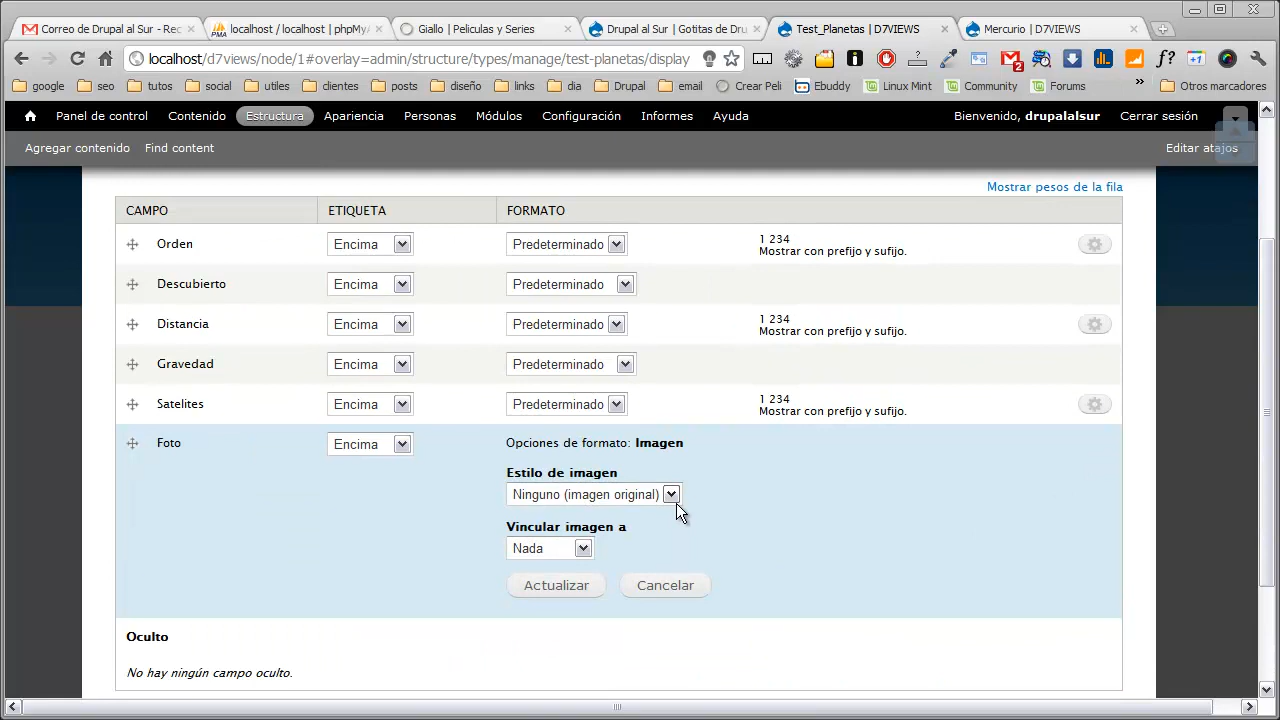 Correo de Drupal al Sur - Rec
localhost / localhost | phpMy
Giallo | Peliculas y Series
Drupal al Sur | Gotitas de Dru
Test_Planetas | D7VIEWS
Mercurio | D7VIEWS
localhost/d7views/node/1#overlay=admin/structure/types/manage/test-planetas/display
google
mo
tutos
social
utiles
clientes
posts
diseño
links
dia
Drupal
email
Crear Peli
Ebuddy
Linux Mint
Community
Forums
»
Otros marcadores
Panel de control Contenido Estructura Apariencia Personas Módulos Configuración Informes Ayuda
Bienvenido, drupalalsur Cerrar sesión
Agregar contenido Find content
Editar atajos
Mostrar pesos de la fila
CAMPO ETIQUETA FORMATO
Orden Encima Predeterminado 1 234
Mostrar con prefijo y sufijo.
Descubierto Encima Predeterminado
Distancia Encima Predeterminado 1 234
Mostrar con prefijo y sufijo.
Gravedad Encima Predeterminado
Satelites Encima Predeterminado 1 234
Mostrar con prefijo y sufijo.
Foto Encima Opciones de formato: Imagen
Estilo de imagen
Ninguno (imagen original)
Vincular imagen a
Nada
Actualizar Cancelar
Oculto
No hay ningún campo oculto.